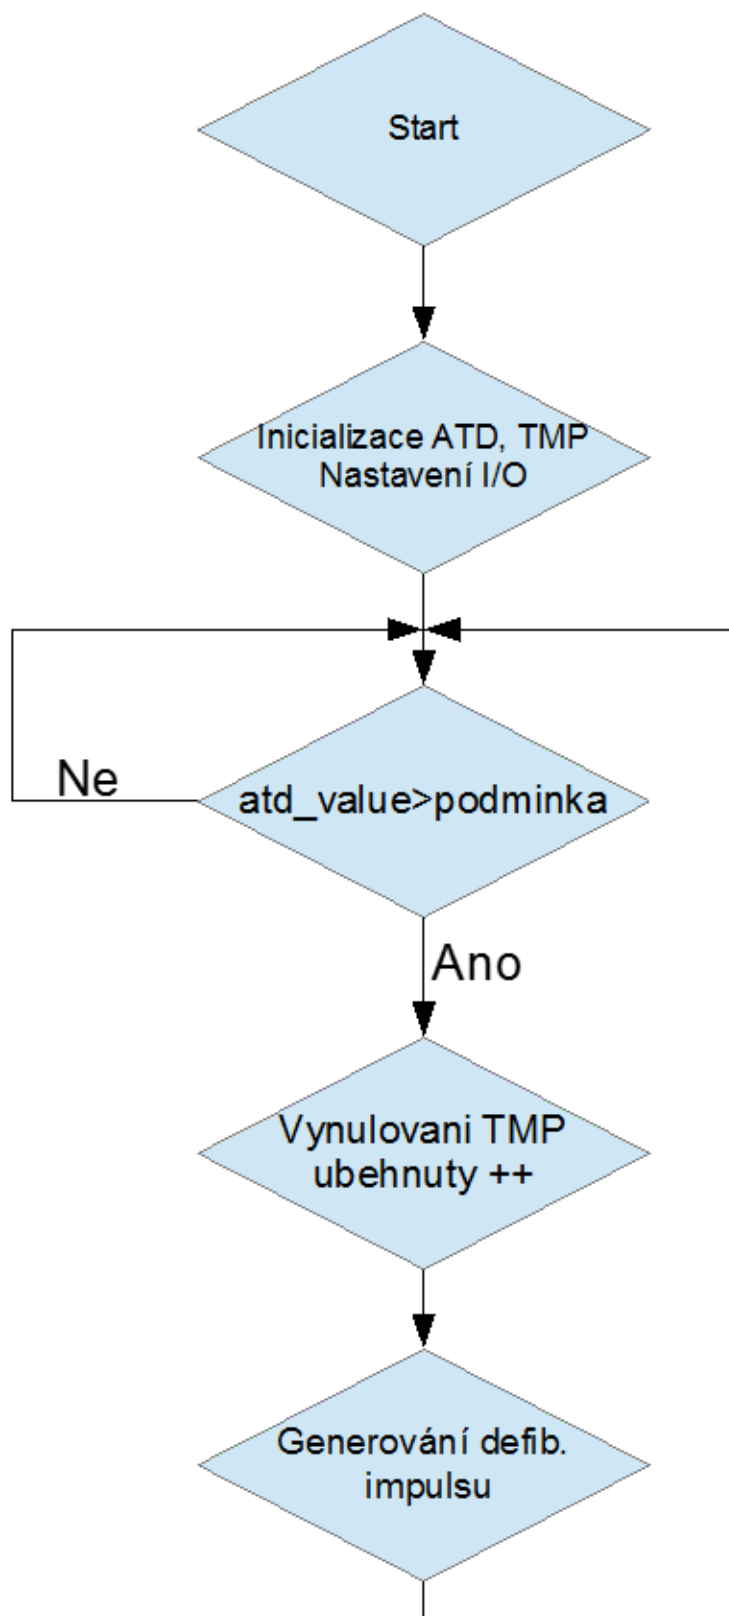 Start
Inicializace ATD, TMP
Nastavení I/O
Ne
atd_value>podminka
Ano
Vynulovani TMP
ubehnuty ++
Generování defib.
impulsu